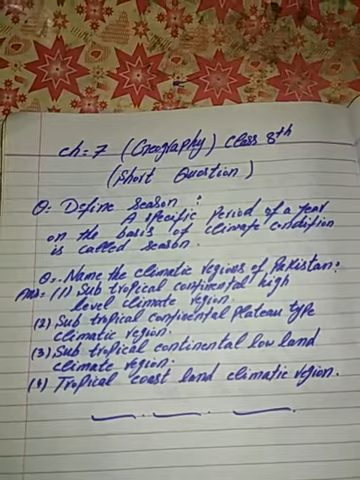 ch=7 (Geography) Class 8th
(Short Question)
Q:- Define Season:
A specific Period of a year
on the basis of climate condition
is called season.
Q:- Name the climatic regions of Pakistan:
Ans:- (1) Sub tropical continental high
level climate region.
(2) Sub tropical continental Plateau type
climatic region.
(3) Sub tropical continental low land
climate region.
(4) Tropical coast land climatic region.